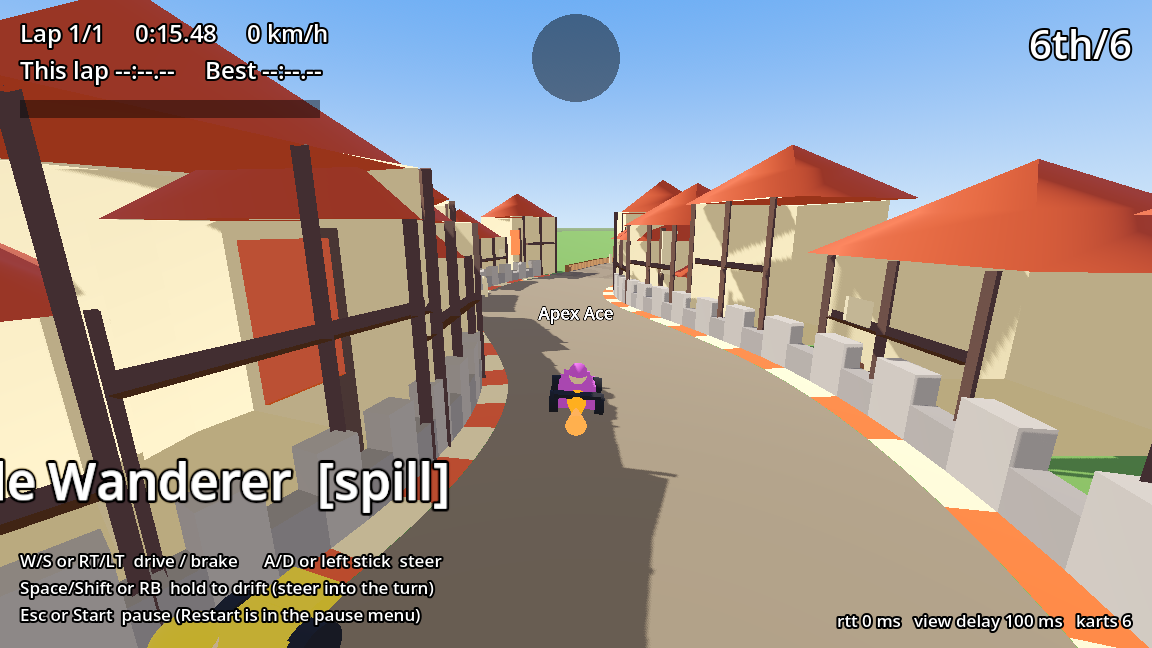 Lap 1/1 0:15.48 0 km/h
6th/6
This lap --:--.-- Best --:--.--
Apex Ace
Wanderer [spill]
W/S or RT/LT drive / brake A/D or left stick steer
Space/Shift or RB hold to drift (steer into the turn)
Esc or Start pause (Restart is in the pause menu)
rtt 0 ms view delay 100 ms karts 6